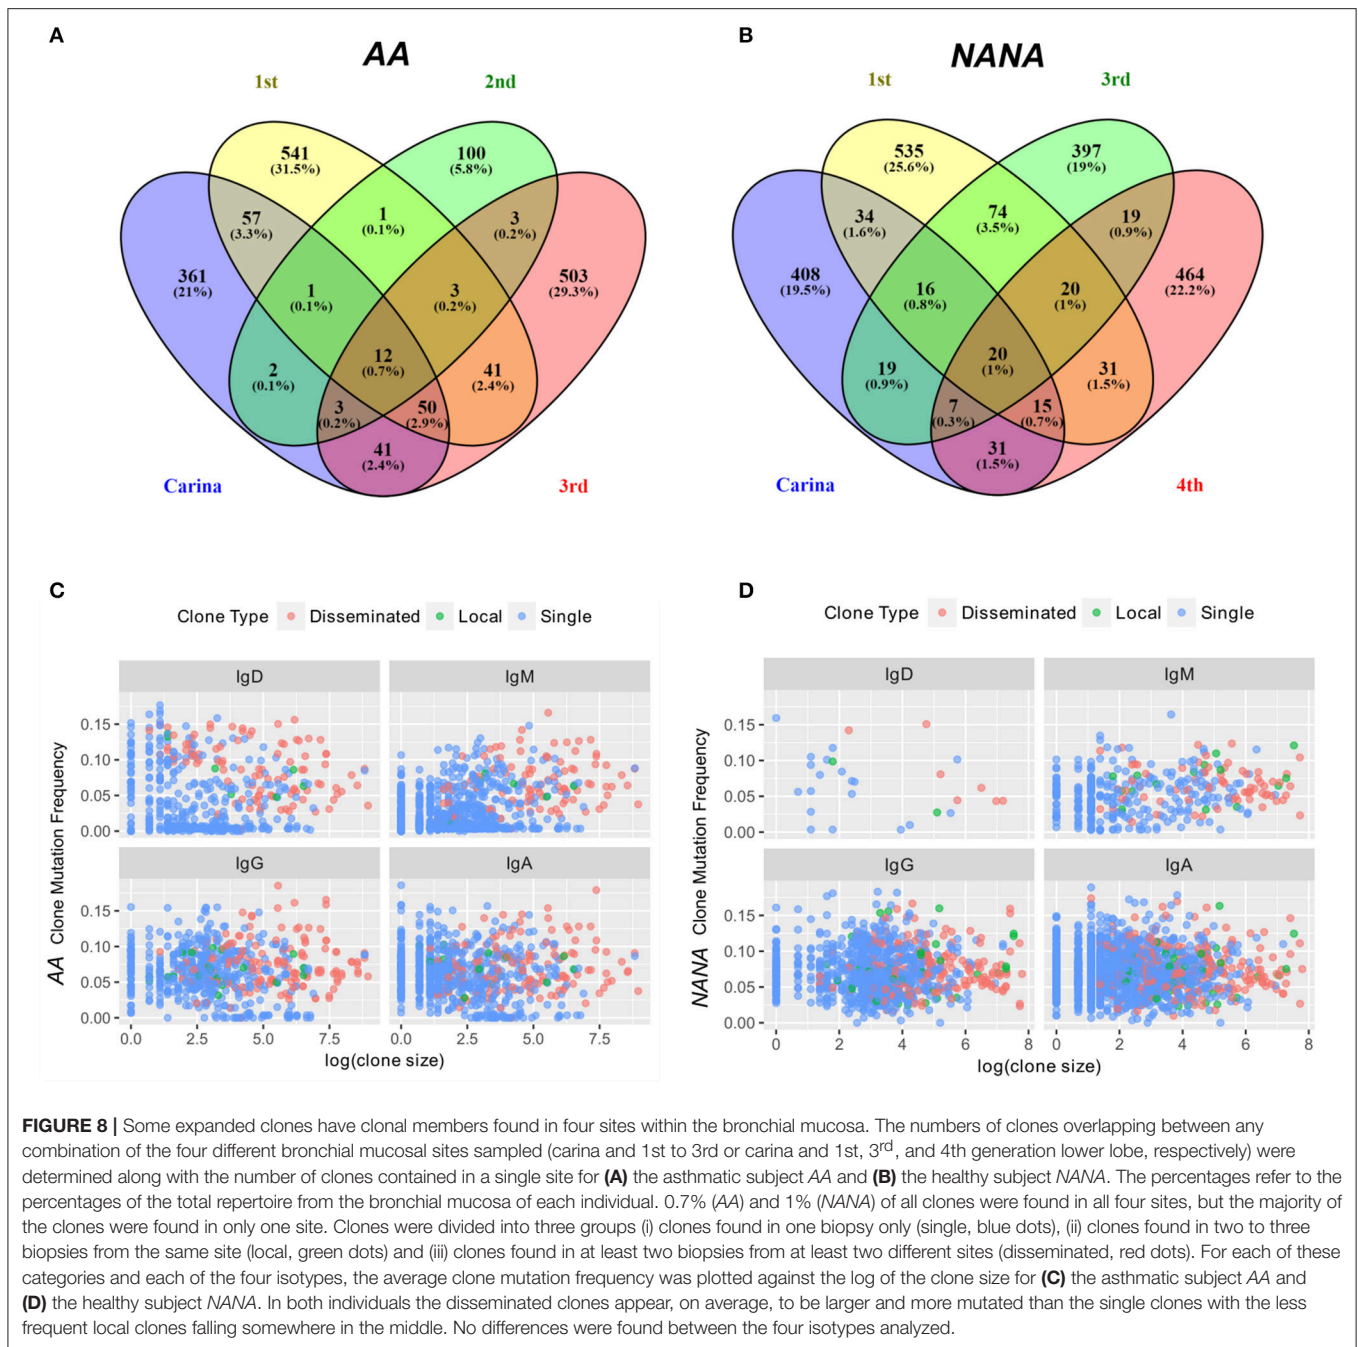 A
AA
1st
2nd
541
(31.5%)
100
(5.8%)
57
(3.3%)
1
(0.1%)
3
(0.2%)
361
(21%)
1
(0.1%)
3
(0.2%)
503
(29.3%)
2
(0.1%)
12
(0.7%)
41
(2.4%)
3
(0.2%)
50
(2.9%)
41
(2.4%)
Carina
3rd
B
NANA
1st
3rd
535
(25.6%)
397
(19%)
34
(1.6%)
74
(3.5%)
19
(0.9%)
408
(19.5%)
16
(0.8%)
20
(1%)
464
(22.2%)
19
(0.9%)
20
(1%)
31
(1.5%)
7
(0.3%)
15
(0.7%)
31
(1.5%)
Carina
4th
C
Clone Type Disseminated Local Single
IgD IgM
0.15
0.10
0.05
0.00
IgG IgA
0.15
0.10
0.05
0.00
0.0 2.5 5.0 7.5 0.0 2.5 5.0 7.5
log(clone size)
AA Clone Mutation Frequency
D
Clone Type Disseminated Local Single
IgD IgM
0.15
0.10
0.05
0.00
IgG IgA
0.15
0.10
0.05
0.00
0 2 4 6 8 0 2 4 6 8
log(clone size)
NANA Clone Mutation Frequency
FIGURE 8 | Some expanded clones have clonal members found in four sites within the bronchial mucosa. The numbers of clones overlapping between any
combination of the four different bronchial mucosal sites sampled (carina and 1st to 3rd or carina and 1st, 3rd, and 4th generation lower lobe, respectively) were
determined along with the number of clones contained in a single site for (A) the asthmatic subject AA and (B) the healthy subject NANA. The percentages refer to the
percentages of the total repertoire from the bronchial mucosa of each individual. 0.7% (AA) and 1% (NANA) of all clones were found in all four sites, but the majority of
the clones were found in only one site. Clones were divided into three groups (i) clones found in one biopsy only (single, blue dots), (ii) clones found in two to three
biopsies from the same site (local, green dots) and (iii) clones found in at least two biopsies from at least two different sites (disseminated, red dots). For each of these
categories and each of the four isotypes, the average clone mutation frequency was plotted against the log of the clone size for (C) the asthmatic subject AA and
(D) the healthy subject NANA. In both individuals the disseminated clones appear, on average, to be larger and more mutated than the single clones with the less
frequent local clones falling somewhere in the middle. No differences were found between the four isotypes analyzed.